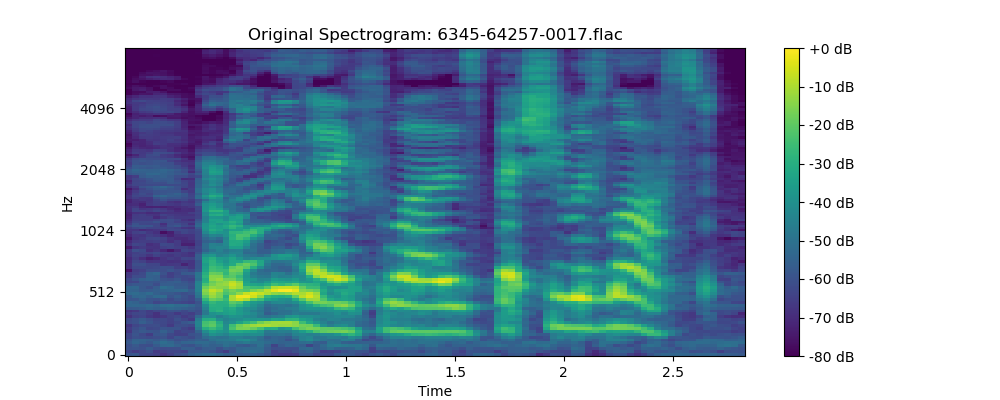 Original Spectrogram: 6345-64257-0017.flac
+0 dB
4096
-10 dB
-20 dB
2048
-30 dB
Hz
-40 dB
1024
-50 dB
512
-60 dB
-70 dB
0
-80 dB
0 0.5 1 1.5 2 2.5
Time